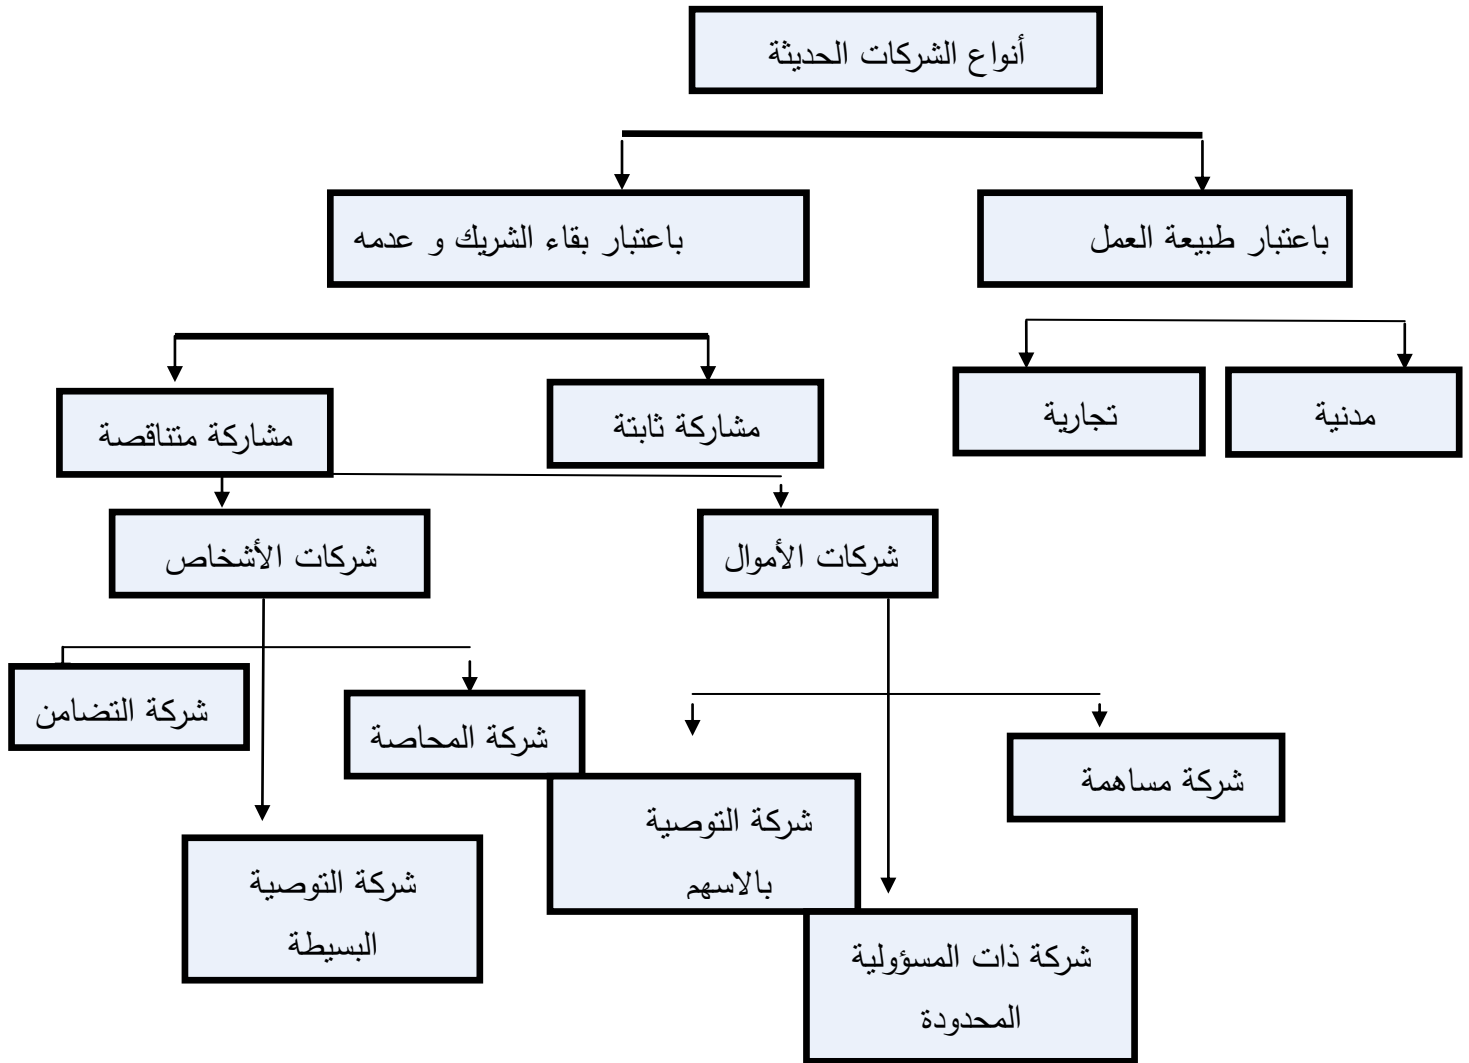 أنواع الشركات الحديثة
باعتبار طبيعة العمل
باعتبار بقاء الشريك و عدمه
مدنية
تجارية
مشاركة ثابتة
مشاركة متناقصة
شركات الأموال
شركات الأشخاص
شركة مساهمة
شركة التوصية
بالاسهم
شركة ذات المسؤولية
المحدودة
شركة المحاصة
شركة التضامن
شركة التوصية
البسيطة